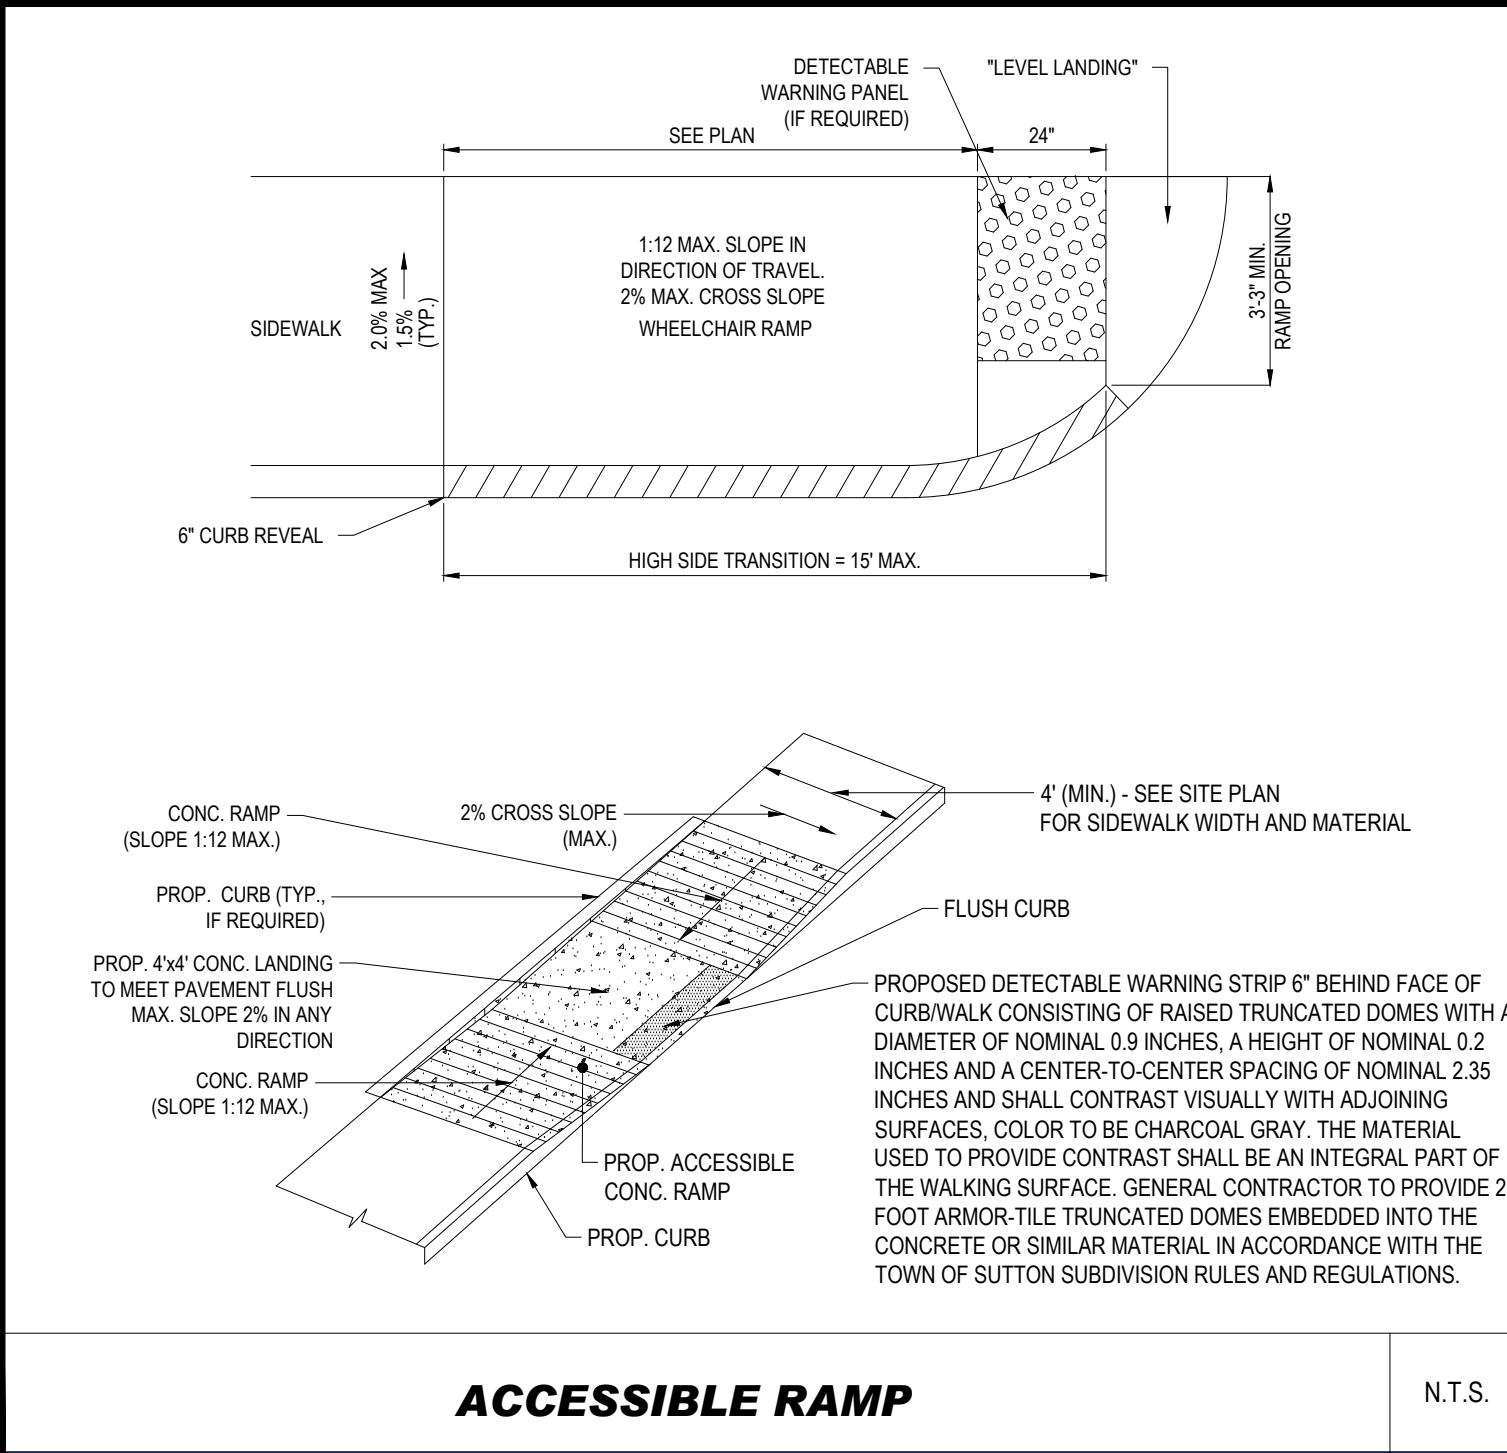 DETECTABLE
WARNING PANEL
(IF REQUIRED)
"LEVEL LANDING"
SEE PLAN
24"
1:12 MAX. SLOPE IN
DIRECTION OF TRAVEL.
2% MAX. CROSS SLOPE
WHEELCHAIR RAMP
SIDEWALK
2.0% MAX
1.5%
(TYP.)
3'-3" MIN.
RAMP OPENING
6" CURB REVEAL
HIGH SIDE TRANSITION = 15' MAX.
CONC. RAMP
(SLOPE 1:12 MAX.)
2% CROSS SLOPE
(MAX.)
4' (MIN.) - SEE SITE PLAN
FOR SIDEWALK WIDTH AND MATERIAL
PROP. CURB (TYP.,
IF REQUIRED)
FLUSH CURB
PROP. 4'x4' CONC. LANDING
TO MEET PAVEMENT FLUSH
MAX. SLOPE 2% IN ANY
DIRECTION
CONC. RAMP
(SLOPE 1:12 MAX.)
PROPOSED DETECTABLE WARNING STRIP 6" BEHIND FACE OF
CURB/WALK CONSISTING OF RAISED TRUNCATED DOMES WITH A
DIAMETER OF NOMINAL 0.9 INCHES, A HEIGHT OF NOMINAL 0.2
INCHES AND A CENTER-TO-CENTER SPACING OF NOMINAL 2.35
INCHES AND SHALL CONTRAST VISUALLY WITH ADJOINING
SURFACES, COLOR TO BE CHARCOAL GRAY. THE MATERIAL
USED TO PROVIDE CONTRAST SHALL BE AN INTEGRAL PART OF
THE WALKING SURFACE. GENERAL CONTRACTOR TO PROVIDE 2
FOOT ARMOR-TILE TRUNCATED DOMES EMBEDDED INTO THE
CONCRETE OR SIMILAR MATERIAL IN ACCORDANCE WITH THE
TOWN OF SUTTON SUBDIVISION RULES AND REGULATIONS.
PROP. ACCESSIBLE
CONC. RAMP
PROP. CURB
ACCESSIBLE RAMP
N.T.S.